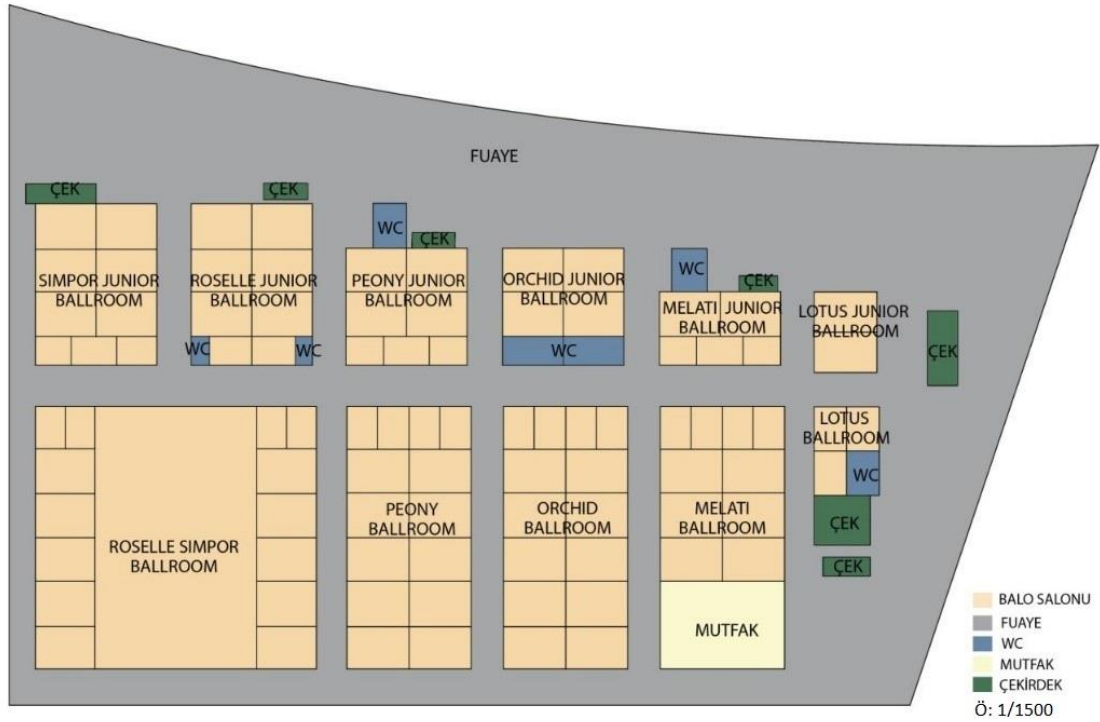 FUAYE
ÇEK
ÇEK
WC
ÇEK
WC
ÇEK
SIMPOR JUNIOR
BALLROOM
ROSELLE JUNIOR
BALLROOM
PEONY JUNIOR
BALLROOM
ORCHID JUNIOR
BALLROOM
MELATI JUNIOR
BALLROOM
LOTUS JUNIOR
BALLROOM
WC
WC
WC
ÇEK
LOTUS
BALLROOM
WC
ROSELLE SIMPOR
BALLROOM
PEONY
BALLROOM
ORCHID
BALLROOM
MELATI
BALLROOM
ÇEK
ÇEK
MUTFAK
BALO SALONU
FUAYE
WC
MUTFAK
ÇEKİRDEK
Ö: 1/1500